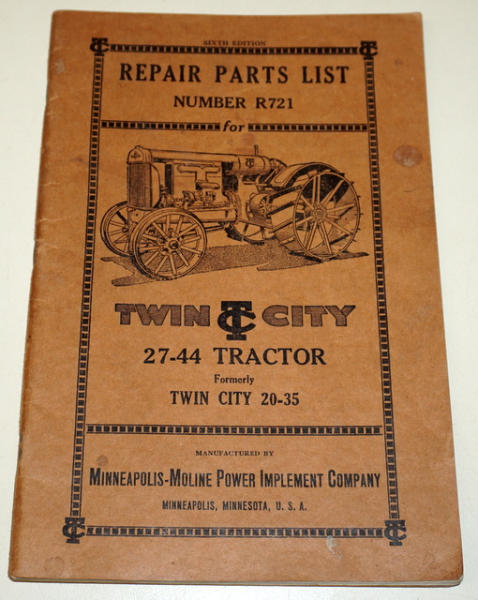 SIXTH EDITION
REPAIR PARTS LIST
NUMBER R721
for
TWIN TC CITY
27-44 TRACTOR
Formerly
TWIN CITY 20-35
MANUFACTURED BY
MINNEAPOLIS-MOLINE POWER IMPLEMENT COMPANY
MINNEAPOLIS, MINNESOTA, U. S. A.